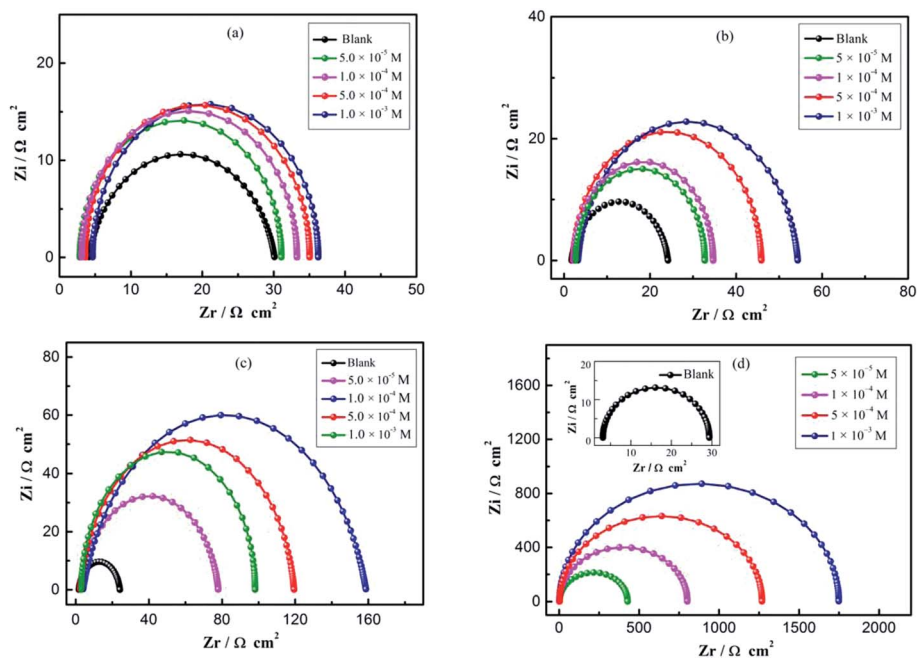 (a)
Blank
5.0 × 10⁻⁵ M
1.0 × 10⁻⁴ M
5.0 × 10⁻⁴ M
1.0 × 10⁻³ M
Zi / Ω cm²
20
10
0
0 10 20 30 40 50
Zr / Ω cm²
(b)
Blank
5 × 10⁻⁵ M
1 × 10⁻⁴ M
5 × 10⁻⁴ M
1 × 10⁻³ M
Zi / Ω cm²
40
20
0
0 20 40 60 80
Zr / Ω cm²
(c)
Blank
5.0 × 10⁻⁵ M
1.0 × 10⁻⁴ M
5.0 × 10⁻⁴ M
1.0 × 10⁻³ M
Zi / Ω cm²
80
60
40
20
0
0 40 80 120 160
Zr / Ω cm²
(d)
5 × 10⁻⁵ M
1 × 10⁻⁴ M
5 × 10⁻⁴ M
1 × 10⁻³ M
Blank
Zi / Ω cm²
20
10
0
10 20 30
Zr / Ω cm²
Zi / Ω cm²
1600
1200
800
400
0
0 500 1000 1500 2000
Zr / Ω cm²